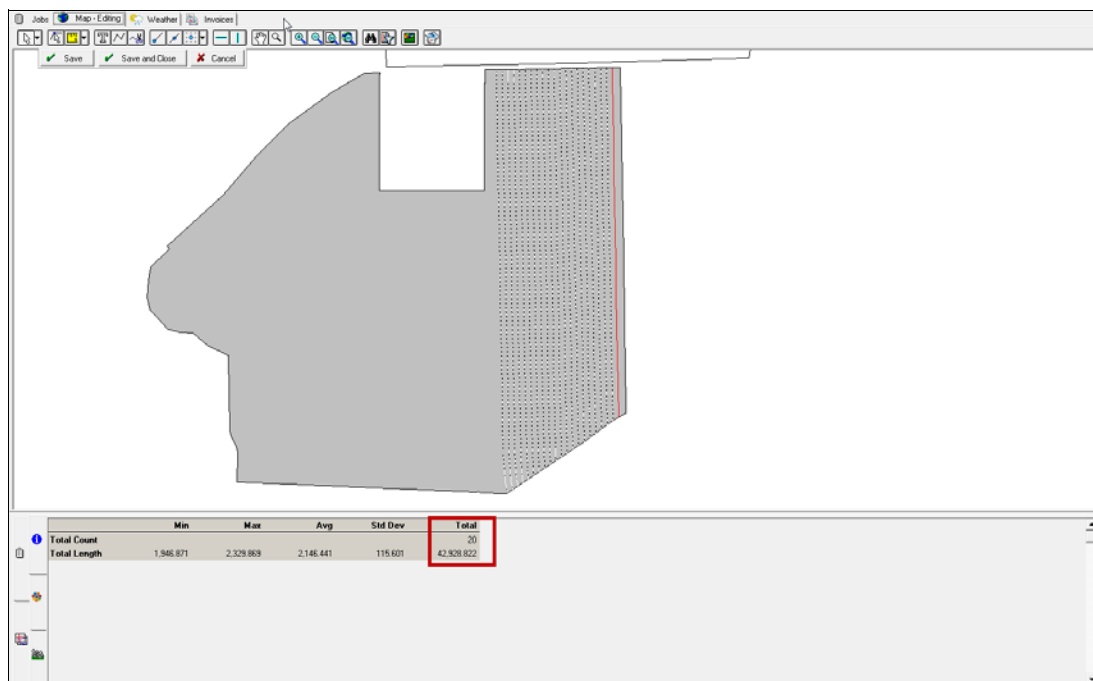 Jobs Map - Editing Weather Invoices
Save Save and Close Cancel
Min Max Avg Std Dev Total
Total Count 20
Total Length 1,946.871 2,329.869 2,146.441 115.601 42,928.822